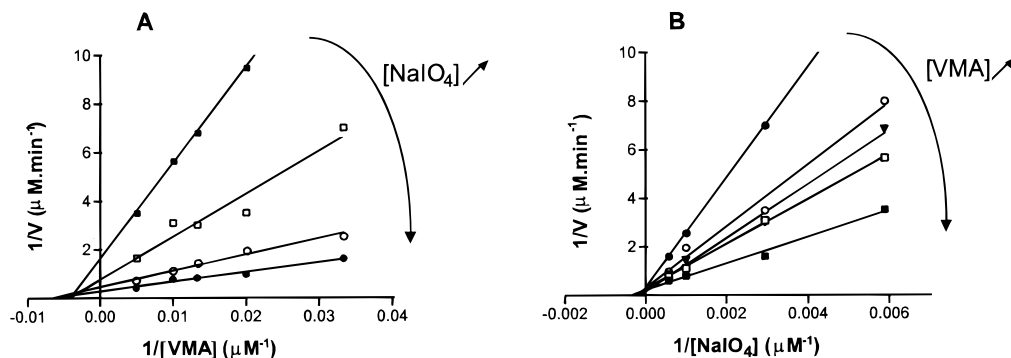 A
10
8
6
4
2
1/V (μM.min⁻¹)
-0.01 0.00 0.01 0.02 0.03 0.04
1/[VMA] (μM⁻¹)
[NaIO₄]
B
10
8
6
4
2
1/V (μM.min⁻¹)
-0.002 0.000 0.002 0.004 0.006
1/[NaIO₄] (μM⁻¹)
[VMA]